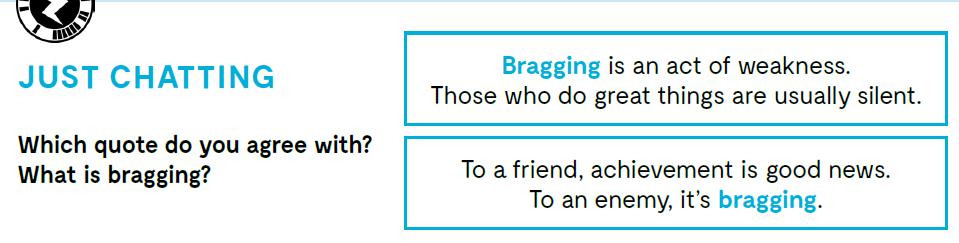 JUST CHATTING
Which quote do you agree with?
What is bragging?
Bragging is an act of weakness.
Those who do great things are usually silent.
To a friend, achievement is good news.
To an enemy, it's bragging.